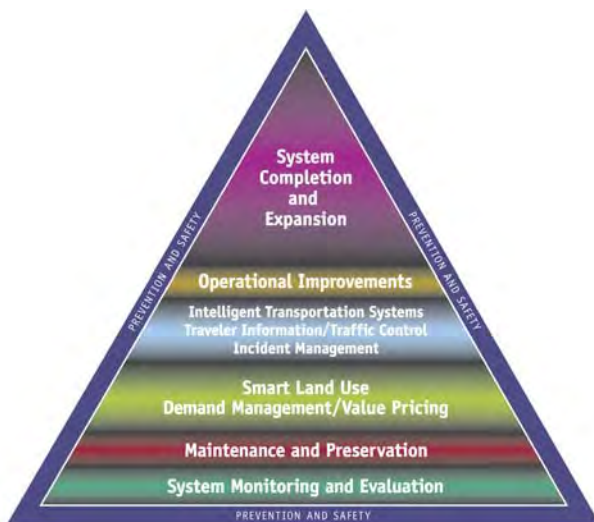 System
Completion
and
Expansion
PREVENTION AND SAFETY
PREVENTION AND SAFETY
Operational Improvements
Intelligent Transportation Systems
Traveler Information/Traffic Control
Incident Management
Smart Land Use
Demand Management/Value Pricing
Maintenance and Preservation
System Monitoring and Evaluation
PREVENTION AND SAFETY